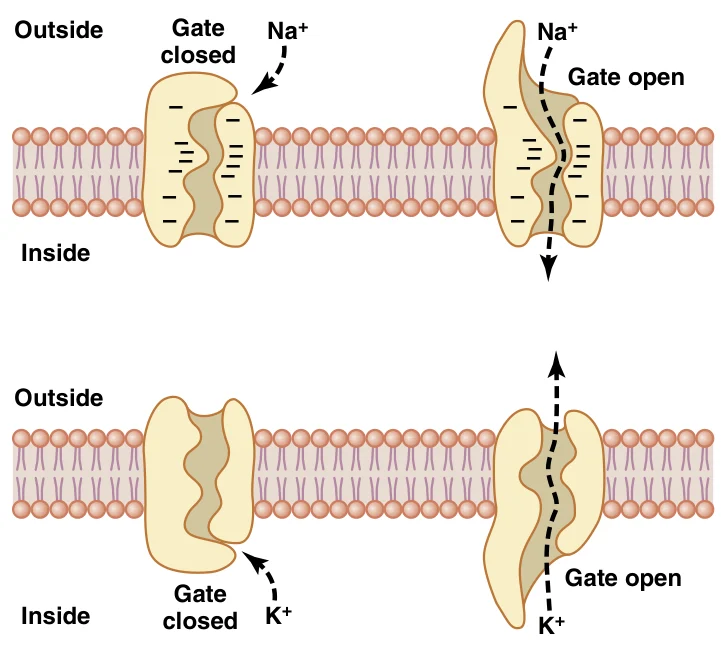 Outside
Gate
closed
Na+
Na+
Gate open
Inside
Outside
Gate
closed
K+
Inside
Gate open
K+